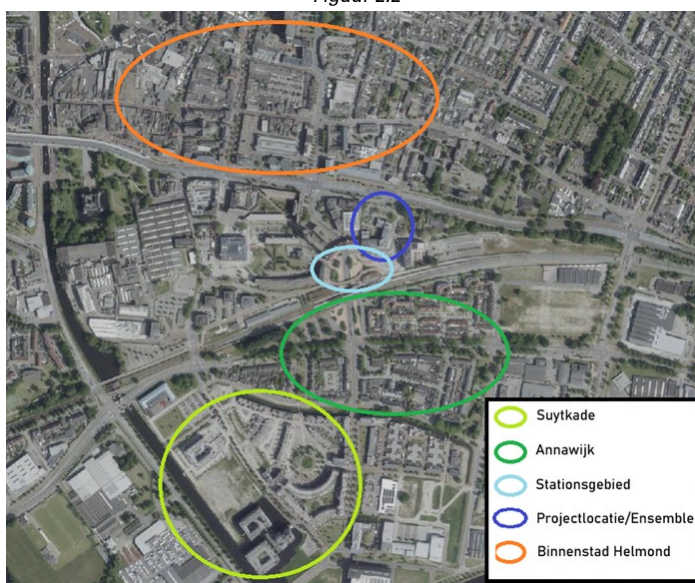 Figuur 2.2
Suytkade
Annawijk
Stationsgebied
Projectlocatie/Ensemble
Binnenstad Helmond